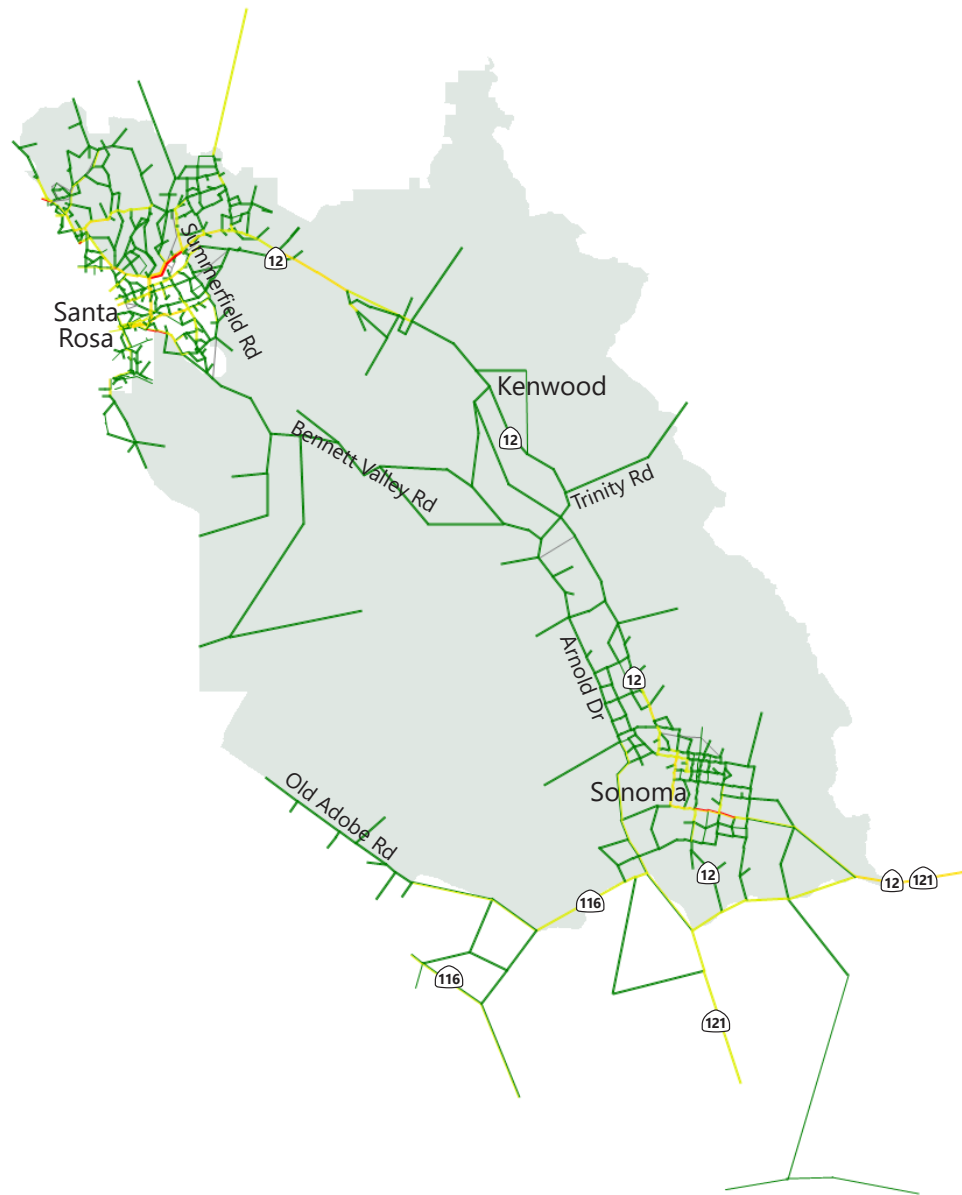 Summerfield Rd
12
Santa
Rosa
Kenwood
12
Bennett Valley Rd
Trinity Rd
Arnold Dr
12
Old Adobe Rd
Sonoma
12
12
121
116
116
121